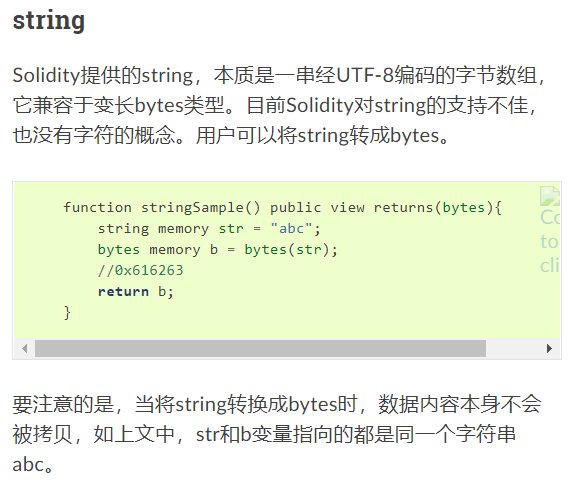 string
Solidity提供的string，本质是一串经UTF-8编码的字节数组，
它兼容于变长bytes类型。目前Solidity对string的支持不佳，
也没有字符的概念。用户可以将string转成bytes。
function stringSample() public view returns(bytes){
string memory str = "abc";
bytes memory b = bytes(str);
//0x616263
return b;
}
Co
to
cli
要注意的是，当将string转换成bytes时，数据内容本身不会
被拷贝，如上文中，str和b变量指向的都是同一个字符串
abc。